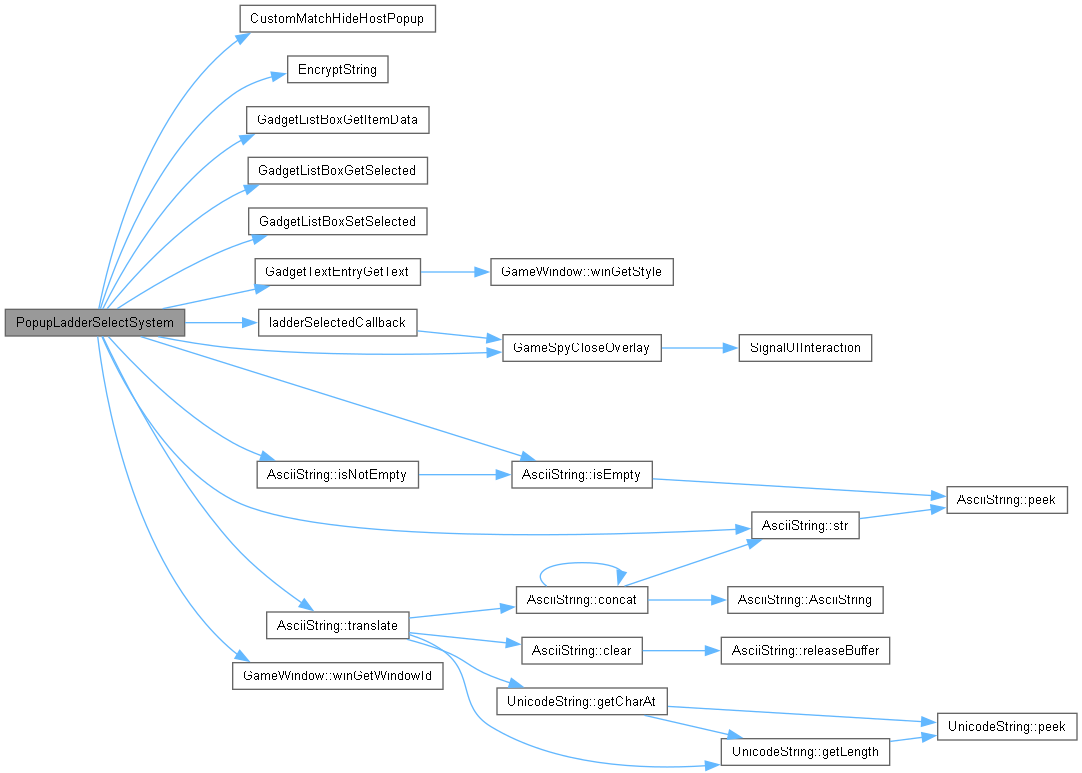 CustomMatchHideHostPopup
EncryptString
GadgetListBoxGetItemData
GadgetListBoxGetSelected
GadgetListBoxSetSelected
GadgetTextEntryGetText
GameWindow::winGetStyle
PopupLadderSelectSystem
ladderSelectedCallback
GameSpyCloseOverlay
SignalUIInteraction
AsciiString::isNotEmpty
AsciiString::isEmpty
AsciiString::peek
AsciiString::str
AsciiString::concat
AsciiString::AsciiString
AsciiString::translate
AsciiString::clear
AsciiString::releaseBuffer
GameWindow::winGetWindowId
UnicodeString::getCharAt
UnicodeString::peek
UnicodeString::getLength